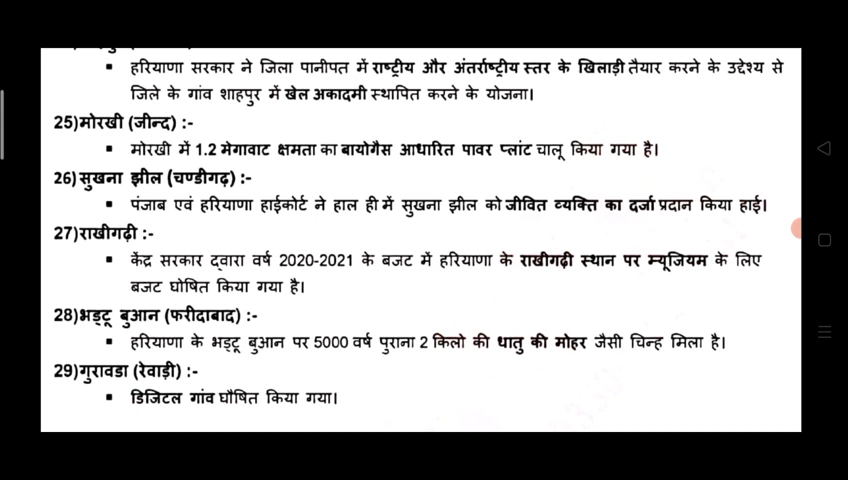 ▪ हरियाणा सरकार ने जिला पानीपत में राष्ट्रीय और अंतर्राष्ट्रीय स्तर के खिलाड़ी तैयार करने के उद्देश्य से
जिले के गांव शाहपुर में खेल अकादमी स्थापित करने के योजना।
25)मोरखी (जीन्द) :-
▪ मोरखी में 1.2 मेगावाट क्षमता का बायोगैस आधारित पावर प्लांट चालू किया गया है।
26)सुखना झील (चण्डीगढ़) :-
▪ पंजाब एवं हरियाणा हाईकोर्ट ने हाल ही में सुखना झील को जीवित व्यक्ति का दर्जा प्रदान किया हाई।
27)राखीगढ़ी :-
▪ केंद्र सरकार द्वारा वर्ष 2020-2021 के बजट में हरियाणा के राखीगढ़ी स्थान पर म्यूजियम के लिए
बजट घोषित किया गया है।
28)भड्टू बुआन (फरीदाबाद) :-
▪ हरियाणा के भड्टू बुआन पर 5000 वर्ष पुराना 2 किलो की धातु की मोहर जैसी चिन्ह मिला है।
29)गुरावडा (रेवाड़ी) :-
▪ डिजिटल गांव घौषित किया गया।